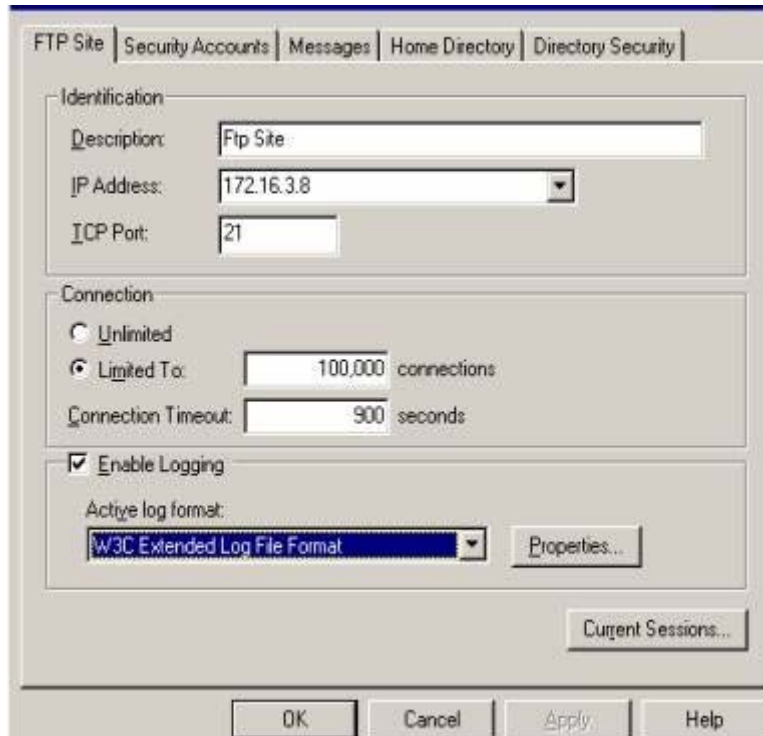 FTP Site Security Accounts Messages Home Directory Directory Security
Identification
Description: Ftp Site
IP Address: 172.16.3.8
TCP Port: 21
Connection
Unlimited
Limited To: 100,000 connections
Connection Timeout: 900 seconds
Enable Logging
Active log format:
W3C Extended Log File Format Properties...
Current Sessions...
OK Cancel Apply Help